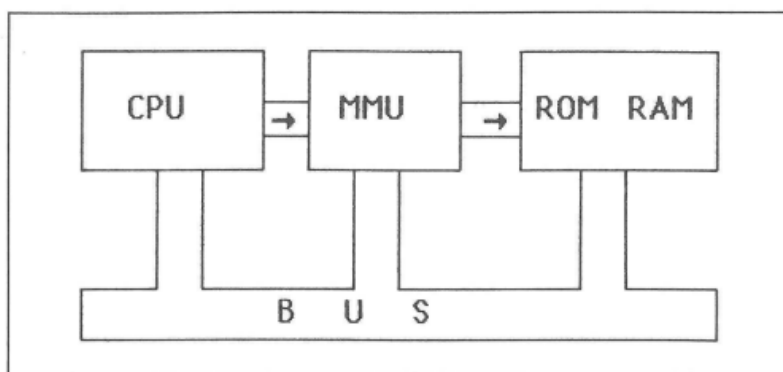 CPU → MMU → ROM RAM
B U S